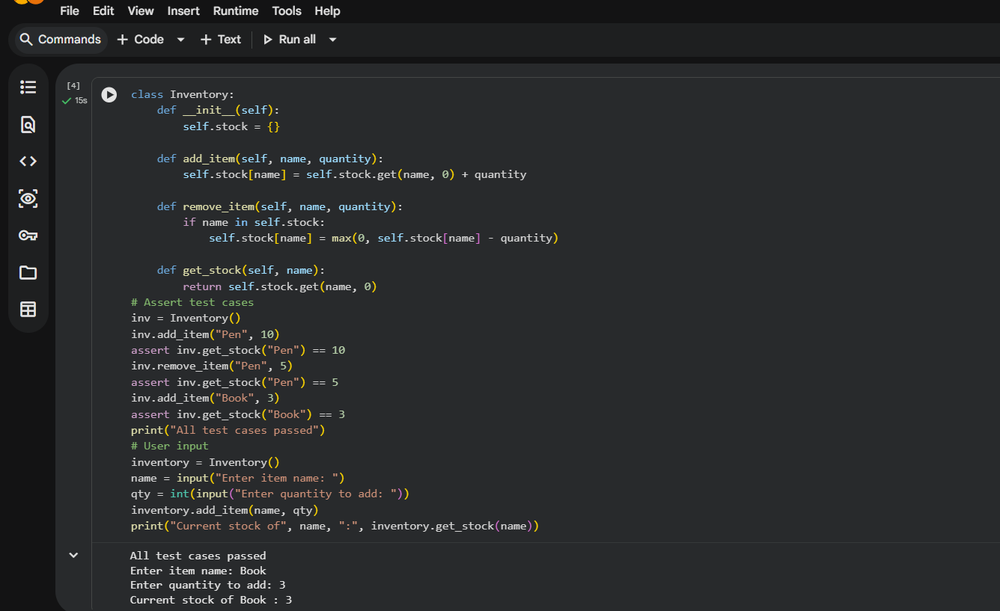 File Edit View Insert Runtime Tools Help
Commands + Code + Text Run all
[4]
15s
class Inventory:
    def __init__(self):
        self.stock = {}

    def add_item(self, name, quantity):
        self.stock[name] = self.stock.get(name, 0) + quantity

    def remove_item(self, name, quantity):
        if name in self.stock:
            self.stock[name] = max(0, self.stock[name] - quantity)

    def get_stock(self, name):
        return self.stock.get(name, 0)
# Assert test cases
inv = Inventory()
inv.add_item("Pen", 10)
assert inv.get_stock("Pen") == 10
inv.remove_item("Pen", 5)
assert inv.get_stock("Pen") == 5
inv.add_item("Book", 3)
assert inv.get_stock("Book") == 3
print("All test cases passed")
# User input
inventory = Inventory()
name = input("Enter item name: ")
qty = int(input("Enter quantity to add: "))
inventory.add_item(name, qty)
print("Current stock of", name, ":", inventory.get_stock(name))
All test cases passed
Enter item name: Book
Enter quantity to add: 3
Current stock of Book : 3